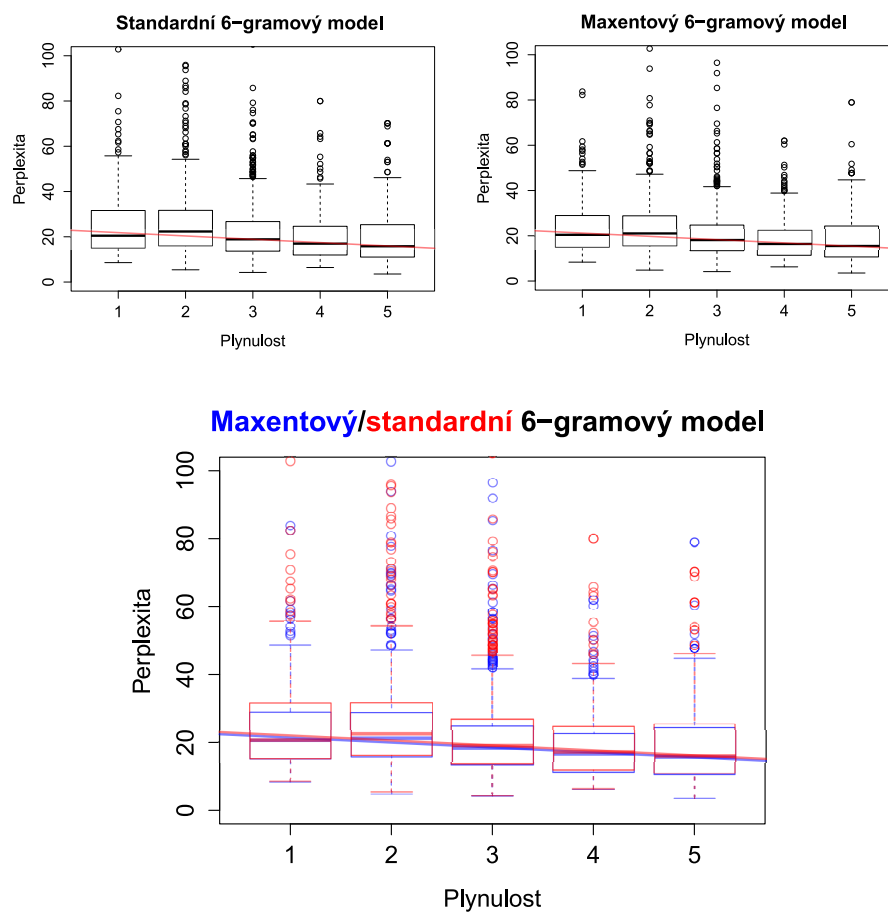 Standardní 6−gramový model
100
80
60
40
20
0
Perplexita
1 2 3 4 5
Plynulost
Maxentový 6−gramový model
100
80
60
40
20
0
Perplexita
1 2 3 4 5
Plynulost
Maxentový/standardní 6−gramový model
100
80
60
40
20
0
Perplexita
1 2 3 4 5
Plynulost